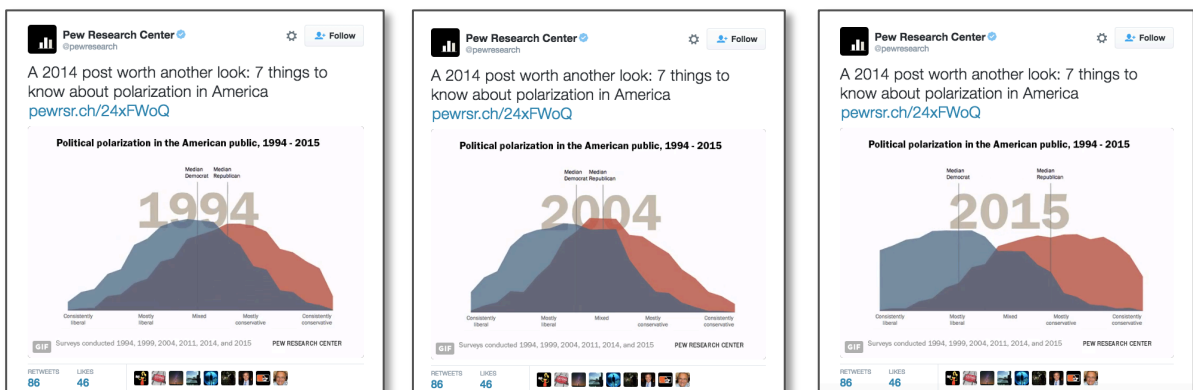 Pew Research Center
@pewresearch
Follow
A 2014 post worth another look: 7 things to
know about polarization in America
pewrsr.ch/24xFWoQ
Political polarization in the American public, 1994 - 2015
Median Median
Democrat Republican
1994
Consistently Mostly Mixed Mostly Consistently
liberal liberal conservative conservative
GIF Surveys conducted 1994, 1999, 2004, 2011, 2014, and 2015 PEW RESEARCH CENTER
RETWEETS LIKES
86 46
Pew Research Center
@pewresearch
Follow
A 2014 post worth another look: 7 things to
know about polarization in America
pewrsr.ch/24xFWoQ
Political polarization in the American public, 1994 - 2015
Median Median
Democrat Republican
2004
Consistently Mostly Mixed Mostly Consistently
liberal liberal conservative conservative
GIF Surveys conducted 1994, 1999, 2004, 2011, 2014, and 2015 PEW RESEARCH CENTER
RETWEETS LIKES
86 46
Pew Research Center
@pewresearch
Follow
A 2014 post worth another look: 7 things to
know about polarization in America
pewrsr.ch/24xFWoQ
Political polarization in the American public, 1994 - 2015
Median Median
Democrat Republican
2015
Consistently Mostly Mixed Mostly Consistently
liberal liberal conservative conservative
GIF Surveys conducted 1994, 1999, 2004, 2011, 2014, and 2015 PEW RESEARCH CENTER
RETWEETS LIKES
86 46